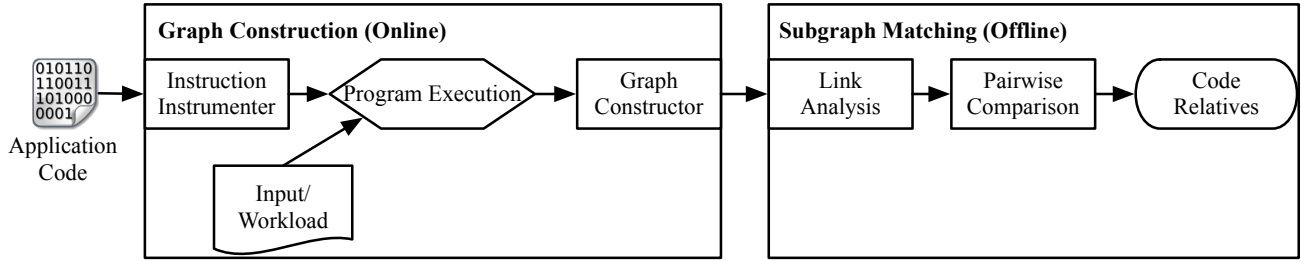 Graph Construction (Online)
Subgraph Matching (Offline)
010110
110011
101000
0001
Application
Code
Instruction
Instrumenter
Program Execution
Graph
Constructor
Input/
Workload
Link
Analysis
Pairwise
Comparison
Code
Relatives